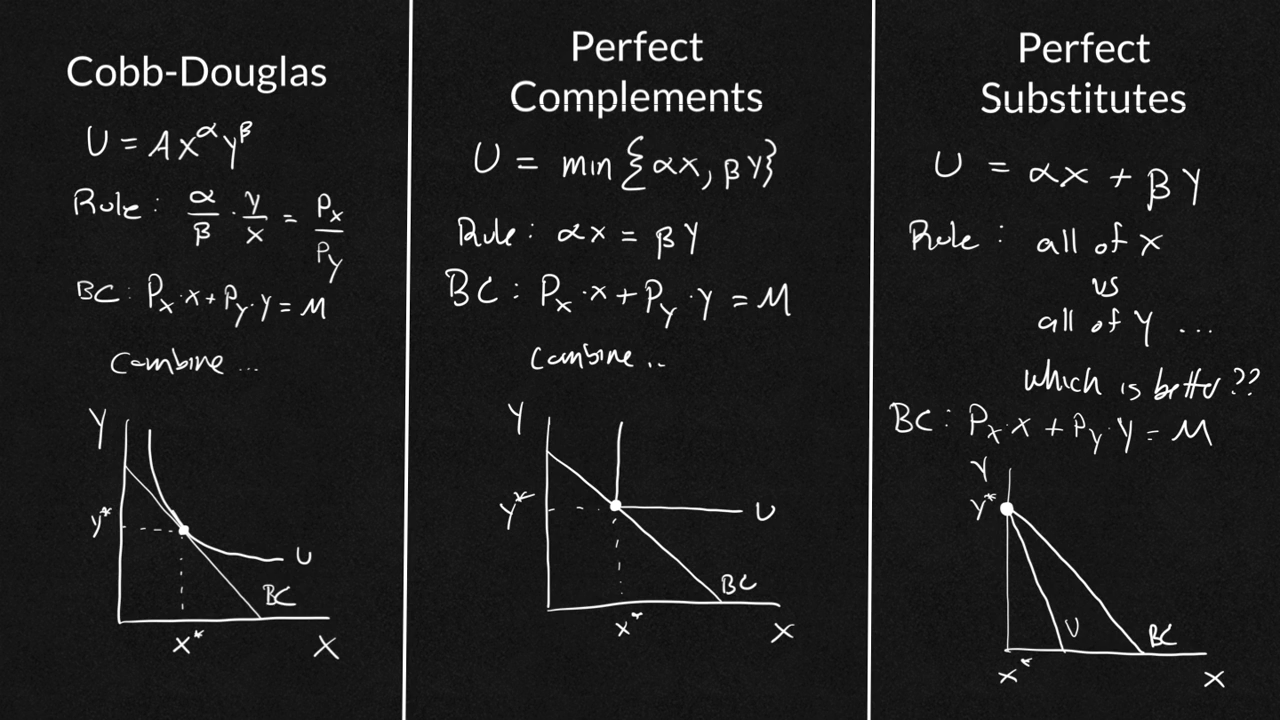 Cobb-Douglas
U = Ax^α y^β
Rule: α/β · y/x = Px/Py
BC: Px·x + Py·y = M
Combine ...
Y
y*
U
BC
x*
X
Perfect
Complements
U = min {αx, βy}
Rule: αx = βy
BC: Px·x + Py·y = M
Combine ..
Y
y*
U
BC
x*
X
Perfect
Substitutes
U = αx + βy
Rule: all of x
vs
all of y ...
which is better??
BC: Px·x + Py·y = M
Y
y*
U
BC
x*
X